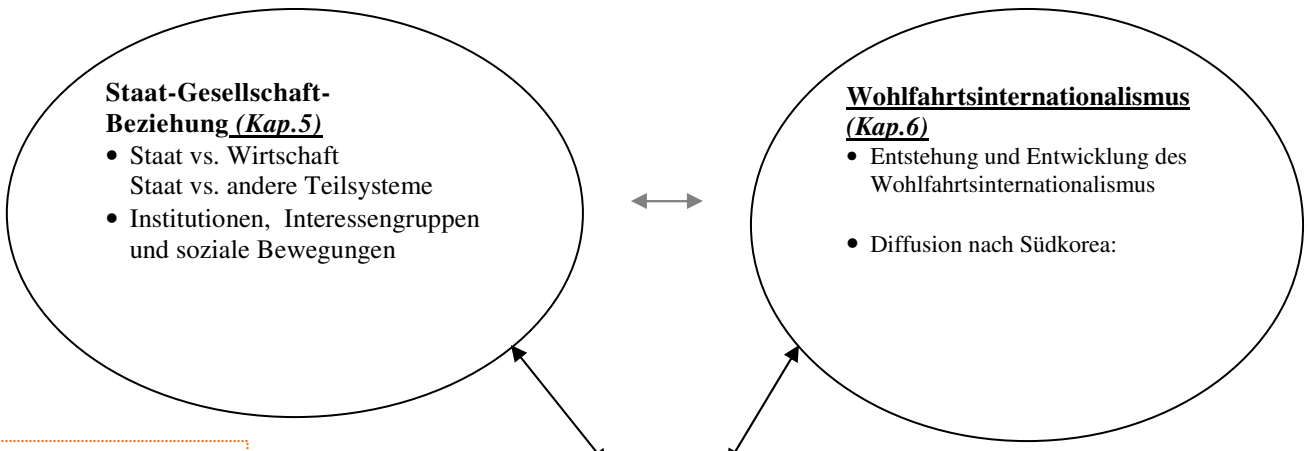 Staat-Gesellschaft-
Beziehung (Kap.5)
• Staat vs. Wirtschaft
Staat vs. andere Teilsysteme
• Institutionen, Interessengruppen
und soziale Bewegungen
Wohlfahrtsinternationalismus
(Kap.6)
• Entstehung und Entwicklung des
Wohlfahrtsinternationalismus
• Diffusion nach Südkorea: